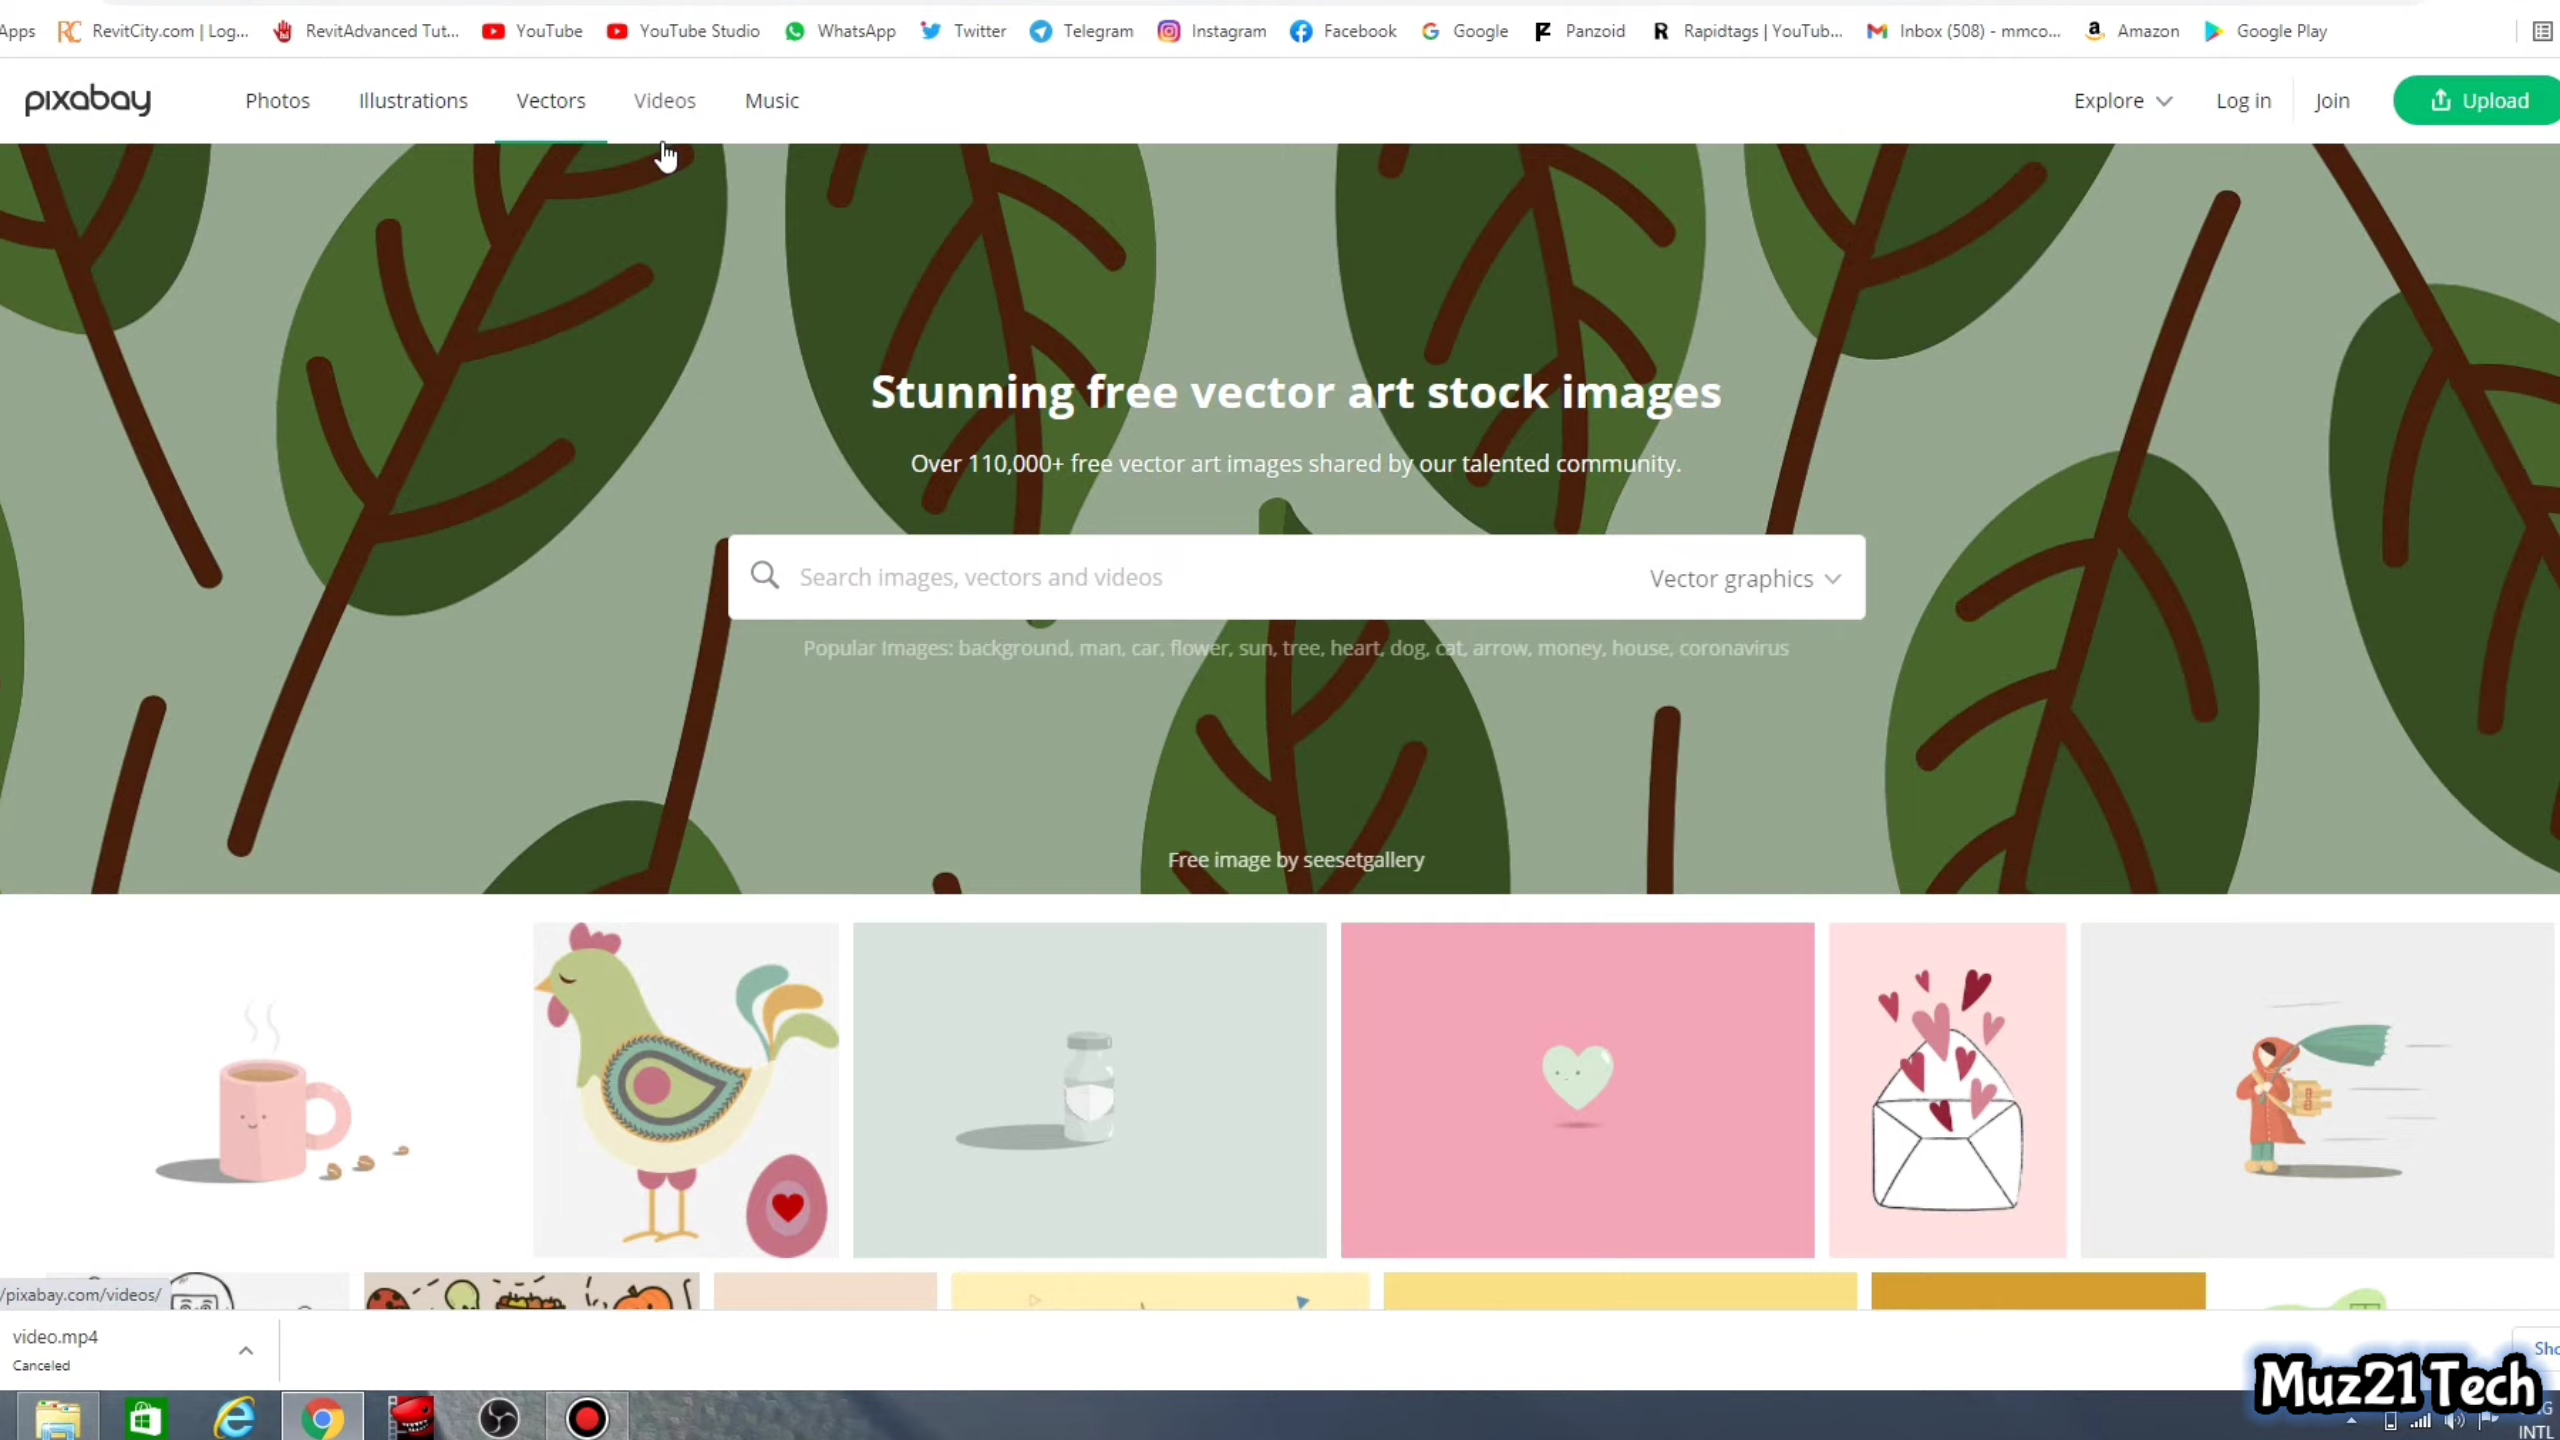 Apps RevitCity.com | Log... RevitAdvanced Tut... YouTube YouTube Studio WhatsApp Twitter Telegram Instagram Facebook Google Panzoid Rapidtags | YouTub... Inbox (508) - mmco... Amazon Google Play
pixabay Photos Illustrations Vectors Videos Music Explore Log in Join Upload
Stunning free vector art stock images
Over 110,000+ free vector art images shared by our talented community.
Search images, vectors and videos Vector graphics
Popular Images: background, man, car, flower, sun, tree, heart, dog, cat, arrow, money, house, coronavirus
Free image by seesetgallery
/pixabay.com/videos/
video.mp4
Canceled
Sho
Muz21 Tech
INTL